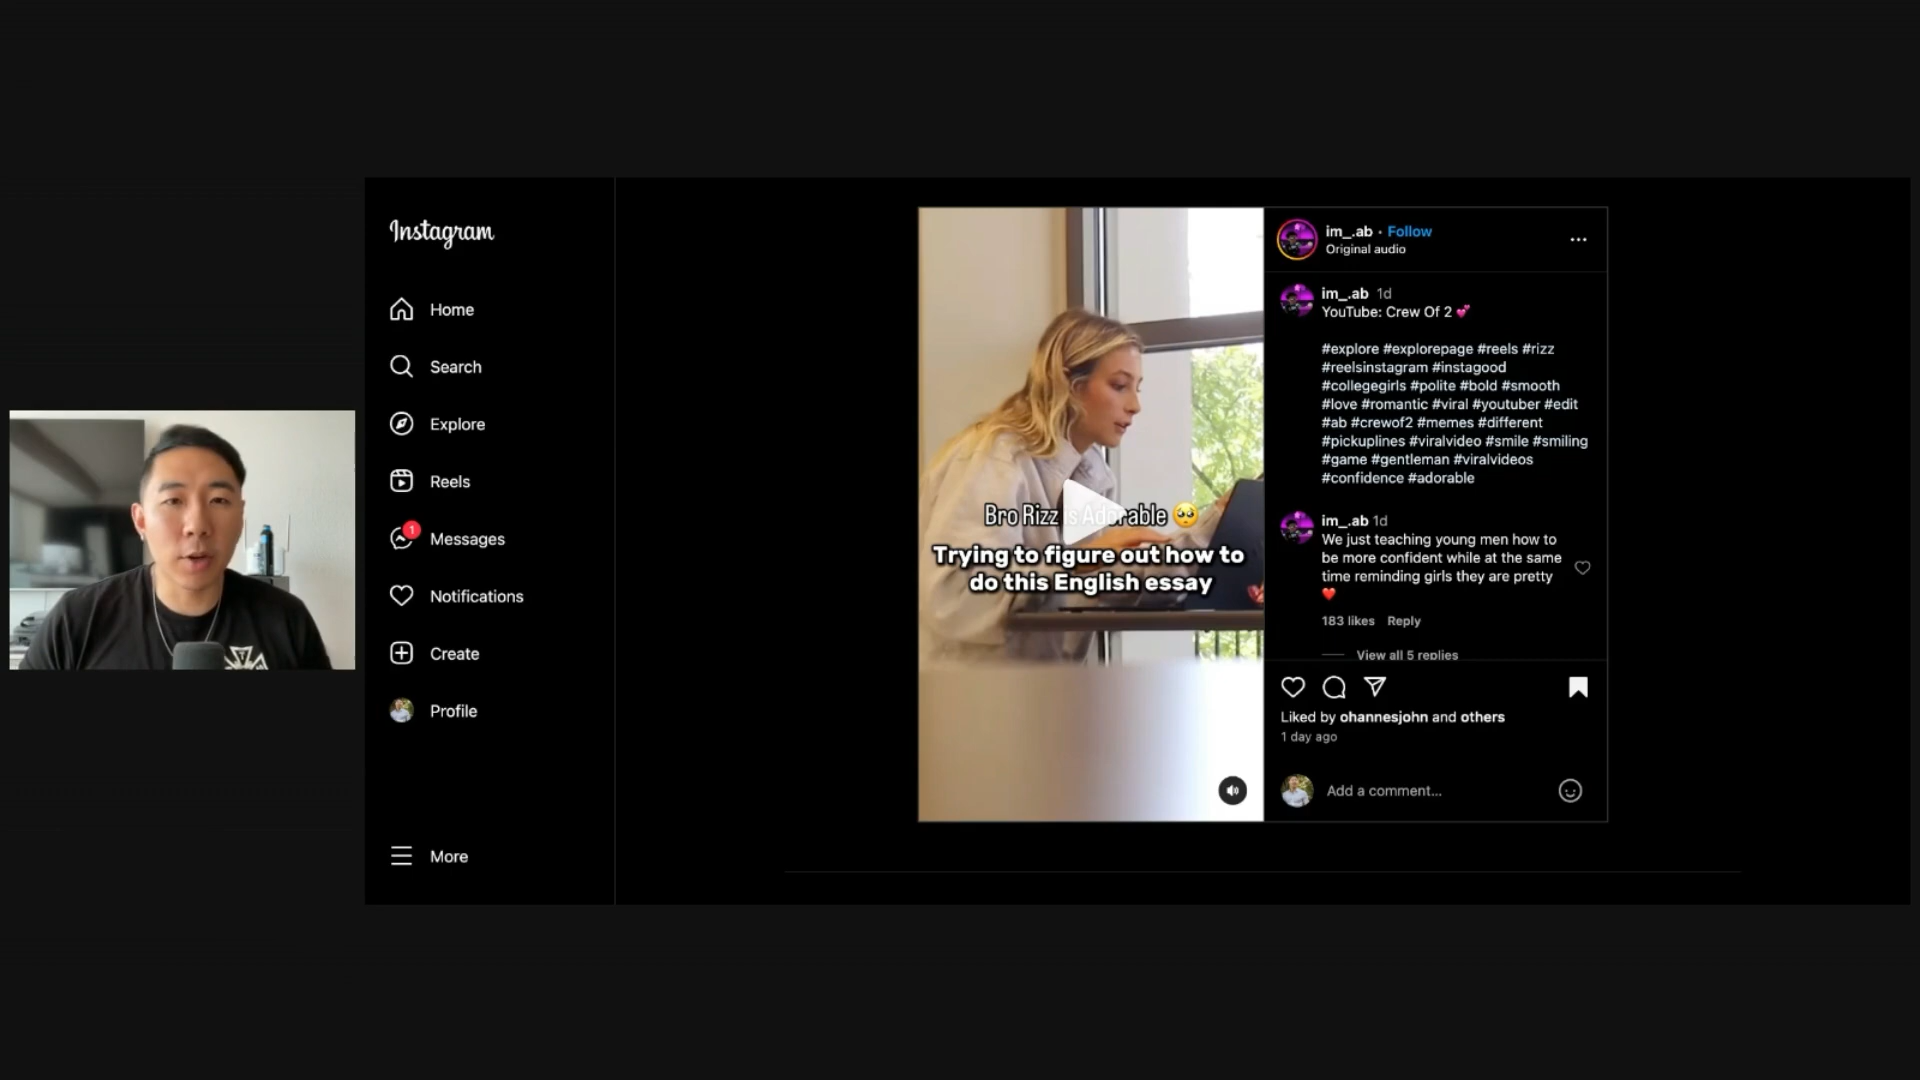 Instagram
Home
Search
Explore
Reels
1
Messages
Notifications
Create
Profile
More
Bro Rizz is Adorable 🥺
Trying to figure out how to
do this English essay
im_.ab · Follow
Original audio
im_.ab 1d
YouTube: Crew Of 2 💕
#explore #explorepage #reels #rizz
#reelsinstagram #instagood
#collegegirls #polite #bold #smooth
#love #romantic #viral #youtuber #edit
#ab #crewof2 #memes #different
#pickuplines #viralvideo #smile #smiling
#game #gentleman #viralvideos
#confidence #adorable
im_.ab 1d
We just teaching young men how to
be more confident while at the same
time reminding girls they are pretty
❤️
183 likes Reply
View all 5 replies
Liked by ohannesjohn and others
1 day ago
Add a comment...